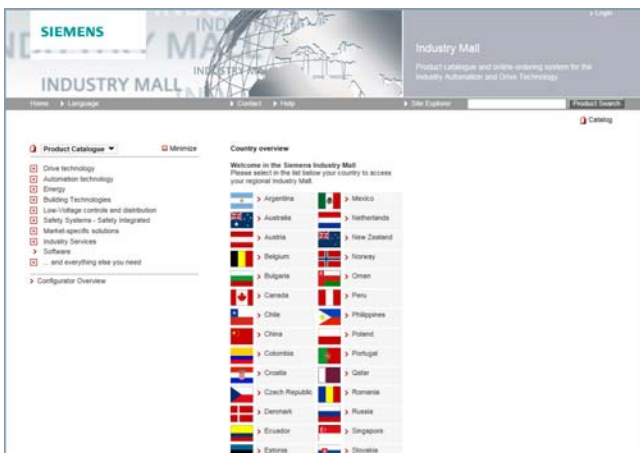 Login
SIEMENS
Industry Mall
Product catalogue and online-ordering system for the
Industry Automation and Drive Technology
INDUSTRY MALL
Home Language Contact Help Site Explorer Product Search
Catalog
Product Catalogue Minimize
Drive technology
Automation technology
Energy
Building Technologies
Low-Voltage controls and distribution
Safety Systems - Safety Integrated
Market-specific solutions
Industry Services
Software
... and everything else you need
Configurator Overview
Country overview
Welcome in the Siemens Industry Mall
Please select in the list below your country to access
your regional Industry Mall.
Argentina Mexico
Australia Netherlands
Austria New Zealand
Belgium Norway
Bulgaria Oman
Canada Peru
Chile Philippines
China Poland
Colombia Portugal
Croatia Qatar
Czech Republic Romania
Denmark Russia
Ecuador Singapore
Estonia Slovakia